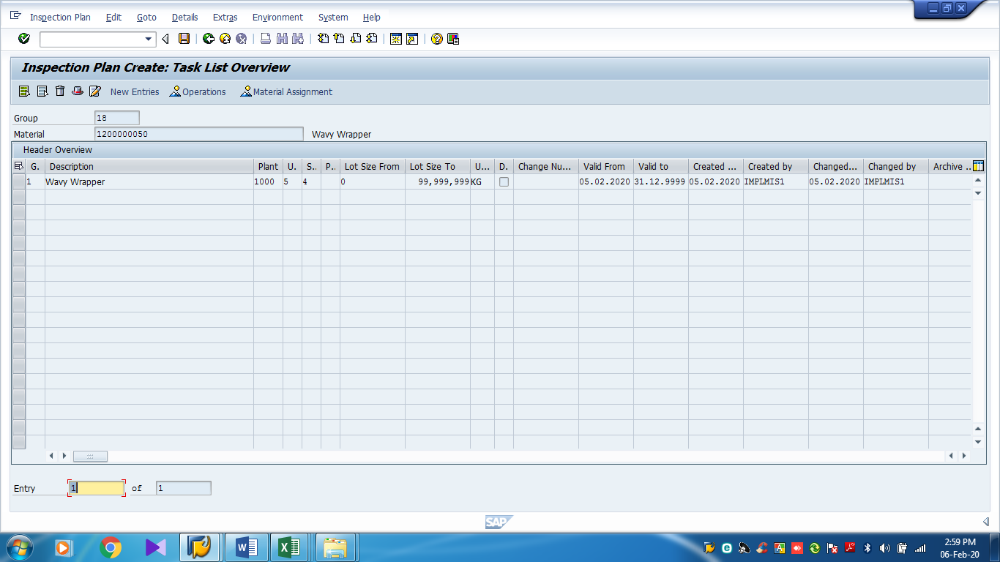 Inspection Plan Edit Goto Details Extras Environment System Help
Inspection Plan Create: Task List Overview
New Entries Operations Material Assignment
Group 18
Material 1200000050 Wavy Wrapper
Header Overview
G. Description Plant U. S.. P.. Lot Size From Lot Size To U... D. Change Nu... Valid From Valid to Created ... Created by Changed... Changed by Archive ..
1 Wavy Wrapper 1000 5 4 0 99,999,999 KG 05.02.2020 31.12.9999 05.02.2020 IMPLMIS1 05.02.2020 IMPLMIS1
Entry 1 of 1
SAP
2:59 PM
06-Feb-20